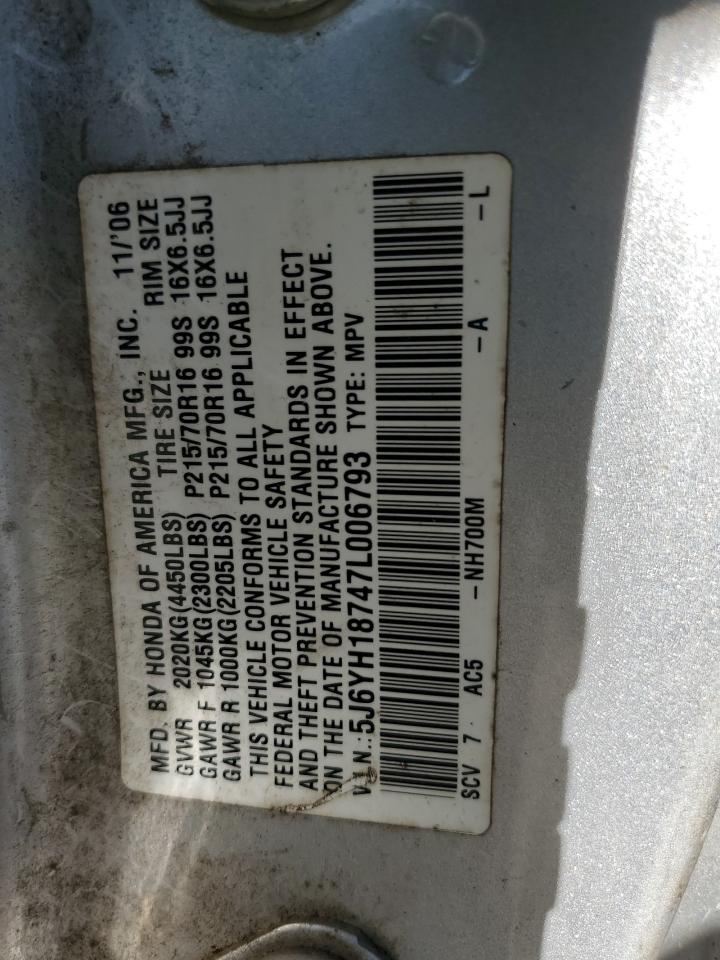 MFD. BY HONDA OF AMERICA MFG., INC. 11/'06
GVWR 2020KG(4450LBS) TIRE SIZE RIM SIZE
GAWR F 1045KG(2300LBS) P215/70R16 99S 16X6.5JJ
GAWR R 1000KG(2205LBS) P215/70R16 99S 16X6.5JJ
THIS VEHICLE CONFORMS TO ALL APPLICABLE
FEDERAL MOTOR VEHICLE SAFETY
AND THEFT PREVENTION STANDARDS IN EFFECT
ON THE DATE OF MANUFACTURE SHOWN ABOVE.
V.I.N.:5J6YH18747L006793 TYPE: MPV
SCV 7 AC5 -NH700M -A -L